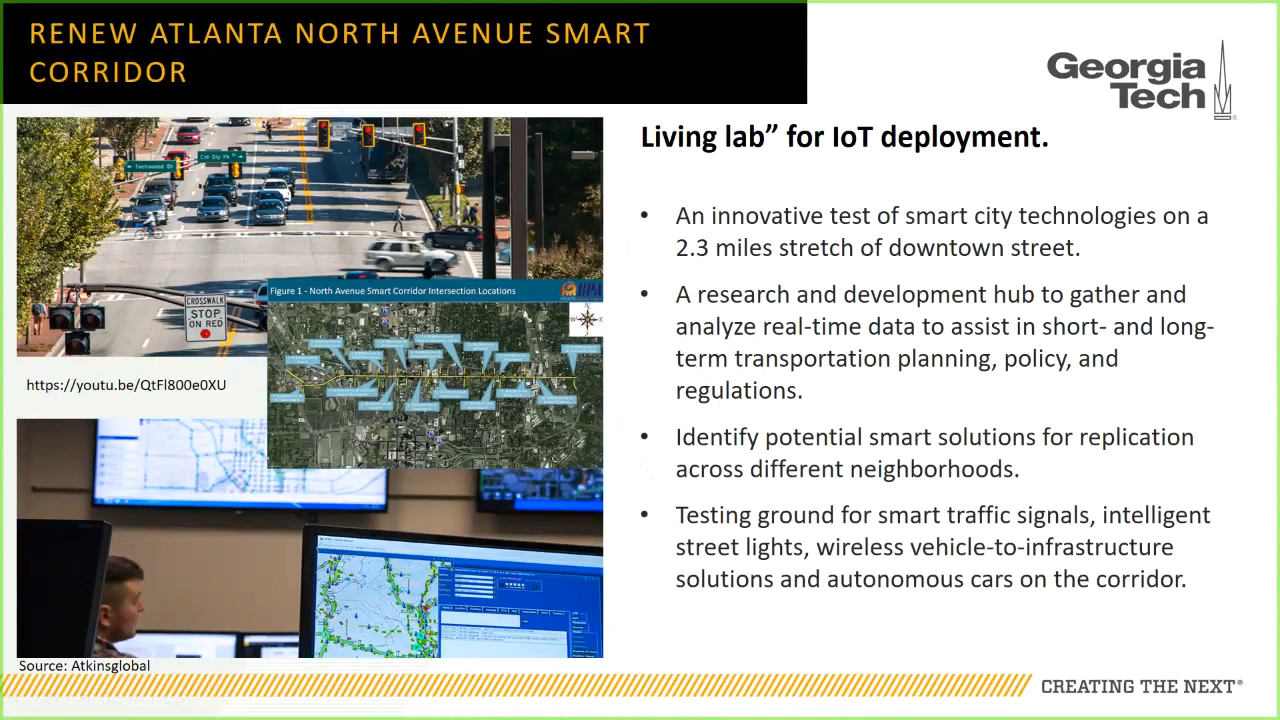 RENEW ATLANTA NORTH AVENUE SMART
CORRIDOR
Georgia
Tech
Living lab” for IoT deployment.
• An innovative test of smart city technologies on a
2.3 miles stretch of downtown street.
• A research and development hub to gather and
analyze real-time data to assist in short- and long-
term transportation planning, policy, and
regulations.
• Identify potential smart solutions for replication
across different neighborhoods.
• Testing ground for smart traffic signals, intelligent
street lights, wireless vehicle-to-infrastructure
solutions and autonomous cars on the corridor.
Techwood Dr
CROSSWALK
STOP
ON RED
Figure 1 - North Avenue Smart Corridor Intersection Locations
https://youtu.be/QtFl800e0XU
Source: Atkinsglobal
CREATING THE NEXT®